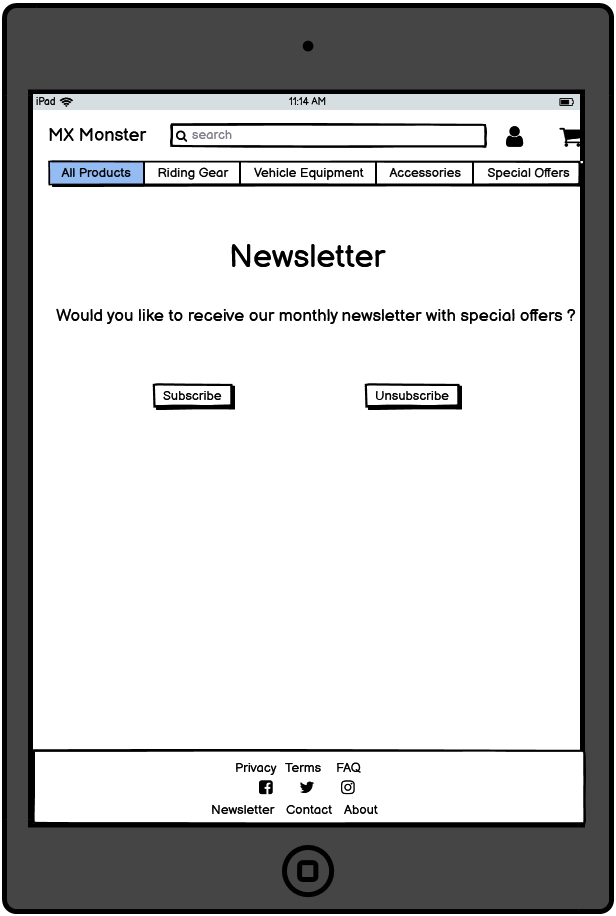 iPad 11:14 AM
MX Monster search
All Products Riding Gear Vehicle Equipment Accessories Special Offers
Newsletter
Would you like to receive our monthly newsletter with special offers ?
Subscribe Unsubscribe
Privacy Terms FAQ
Newsletter Contact About